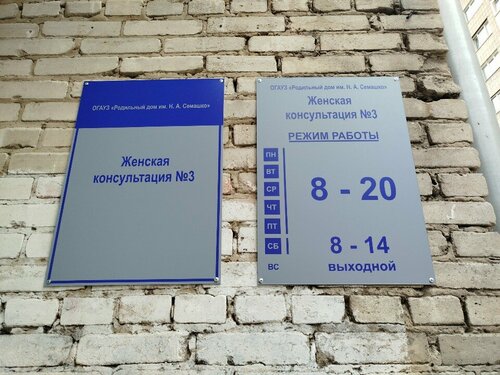 ОГАУЗ «Родильный дом им. Н. А. Семашко»
Женская
консультация №3
ОГАУЗ «Родильный дом им. Н. А. Семашко»
Женская
консультация №3
РЕЖИМ РАБОТЫ
ПН
ВТ
СР
8 - 20
ЧТ
ПТ
СБ
8 - 14
ВС
ВЫХОДНОЙ